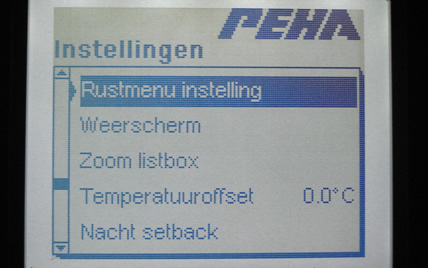 PEHA
Instellingen
Rustmenu instelling
Weerscherm
Zoom listbox
Temperatuuroffset 0.0°C
Nacht setback